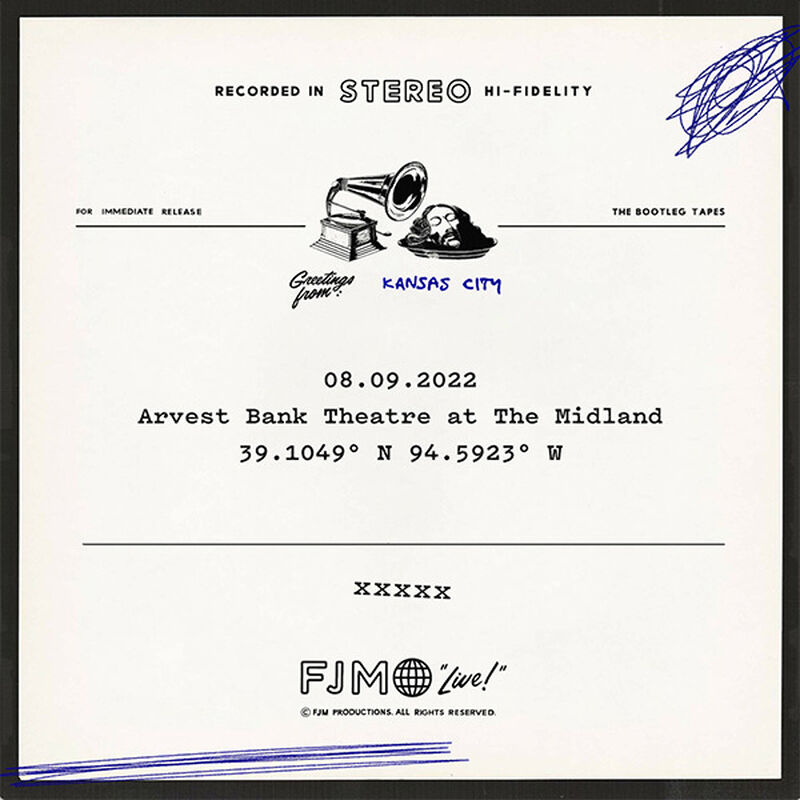 RECORDED IN STEREO HI-FIDELITY
FOR IMMEDIATE RELEASE
THE BOOTLEG TAPES
Greetings from: KANSAS CITY
08.09.2022
Arvest Bank Theatre at The Midland
39.1049° N 94.5923° W
xxxxx
FJM "Live!"
© FJM PRODUCTIONS. ALL RIGHTS RESERVED.